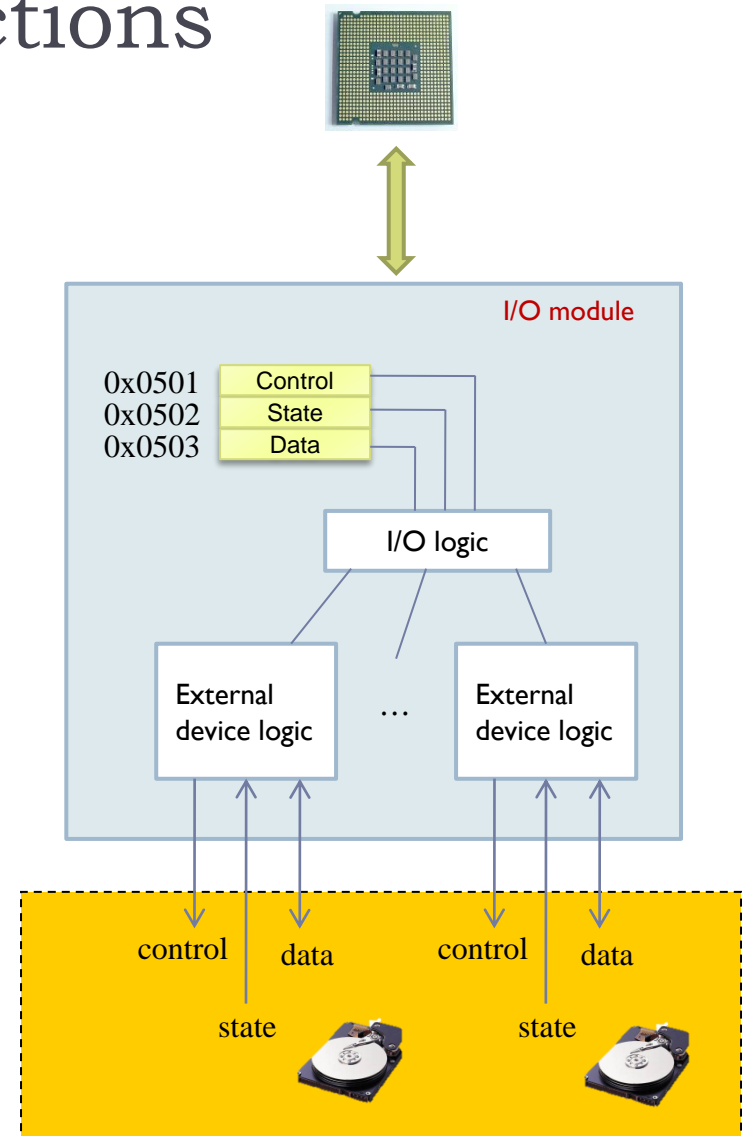 ctions
I/O module
0x0501 Control
0x0502 State
0x0503 Data
I/O logic
External
device logic
...
External
device logic
control
data
control
data
state
state